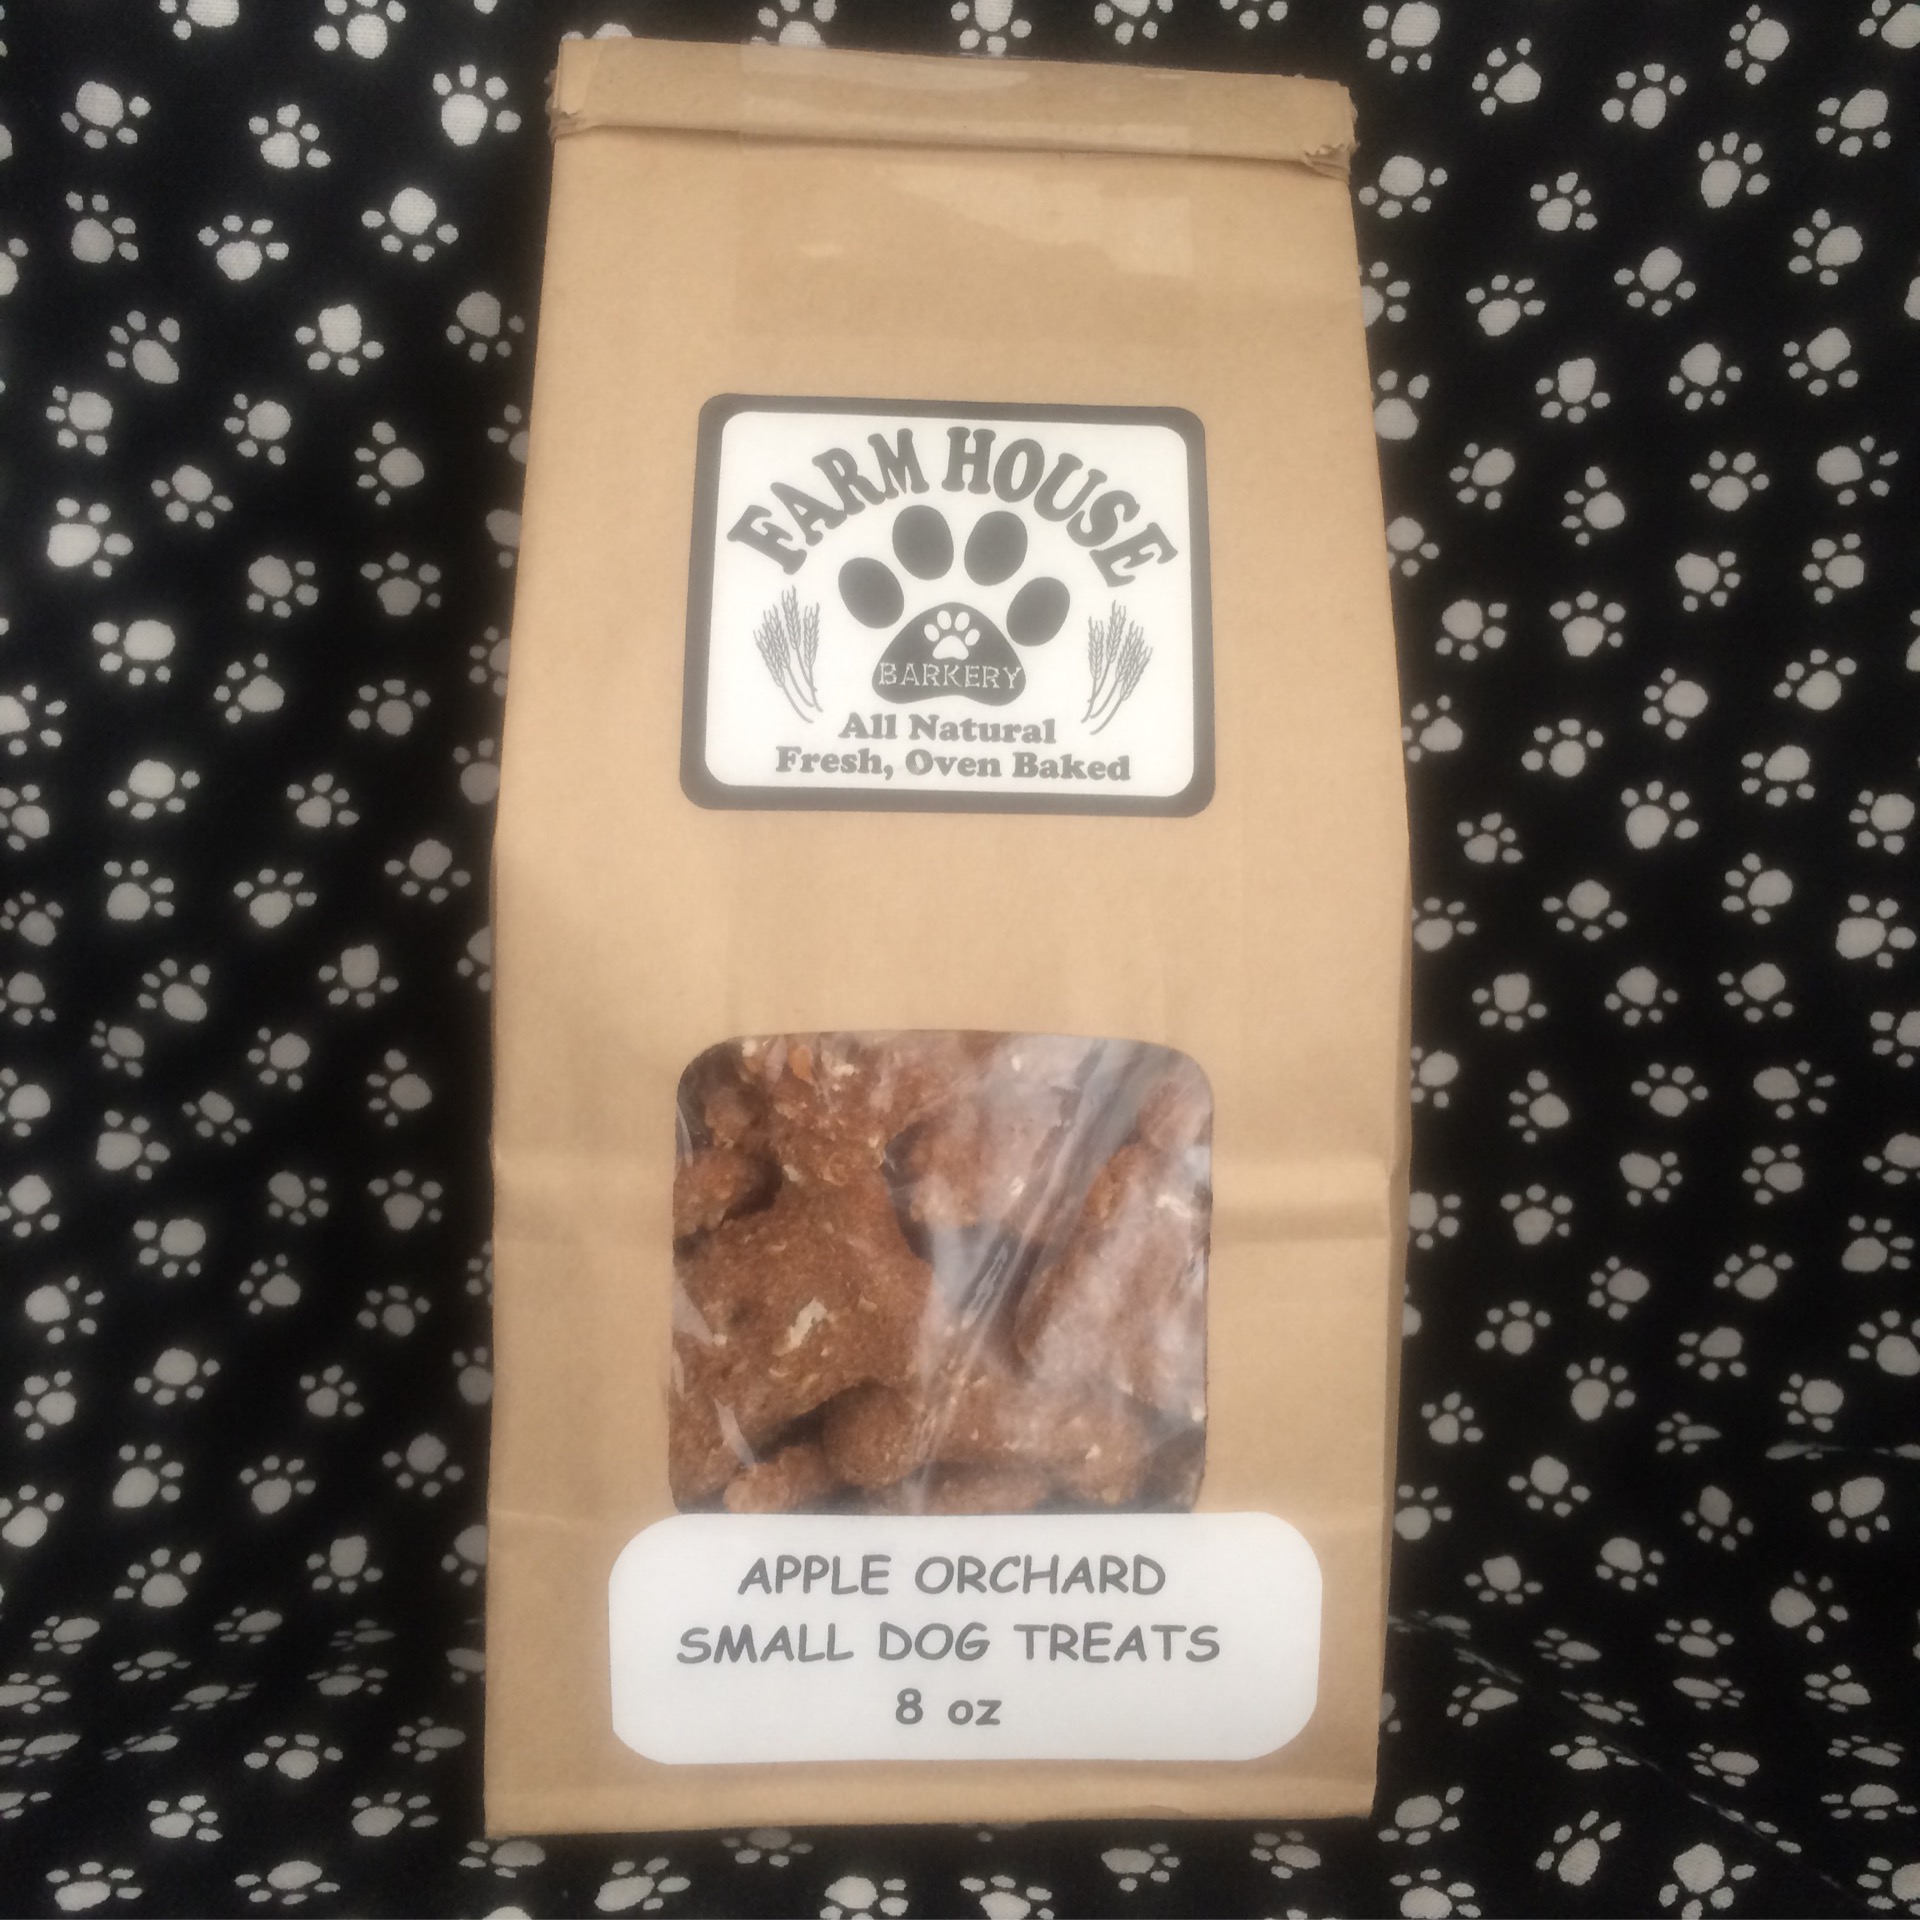 FARM HOUSE
BARKERY
All Natural
Fresh, Oven Baked
APPLE ORCHARD
SMALL DOG TREATS
8 oz